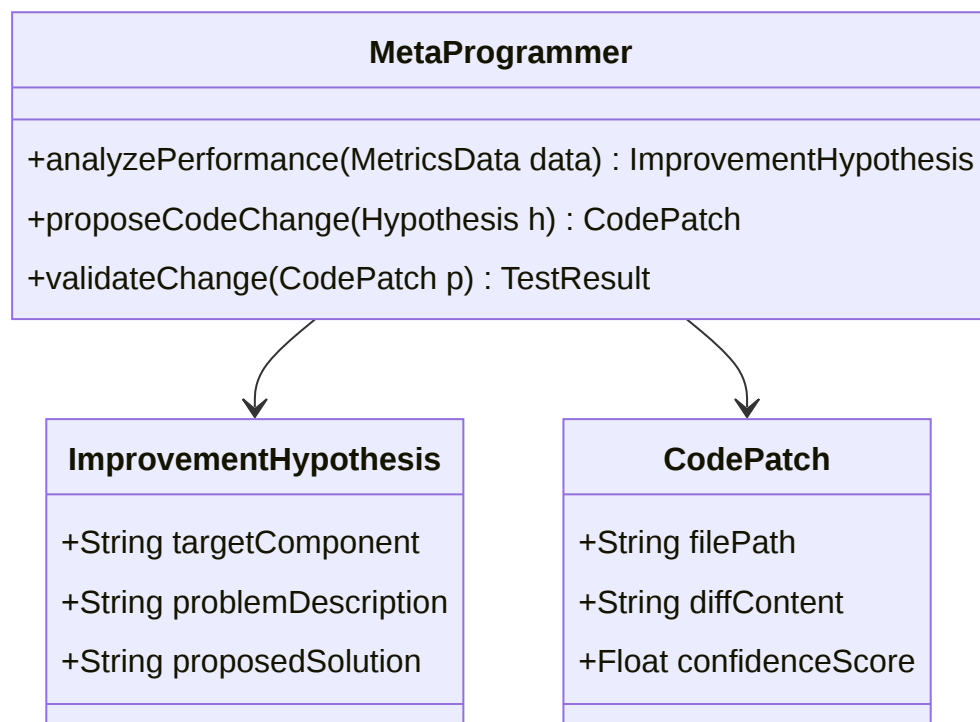 MetaProgrammer
+analyzePerformance(MetricsData data) : ImprovementHypothesis
+proposeCodeChange(Hypothesis h) : CodePatch
+validateChange(CodePatch p) : TestResult
ImprovementHypothesis
+String targetComponent
+String problemDescription
+String proposedSolution
CodePatch
+String filePath
+String diffContent
+Float confidenceScore